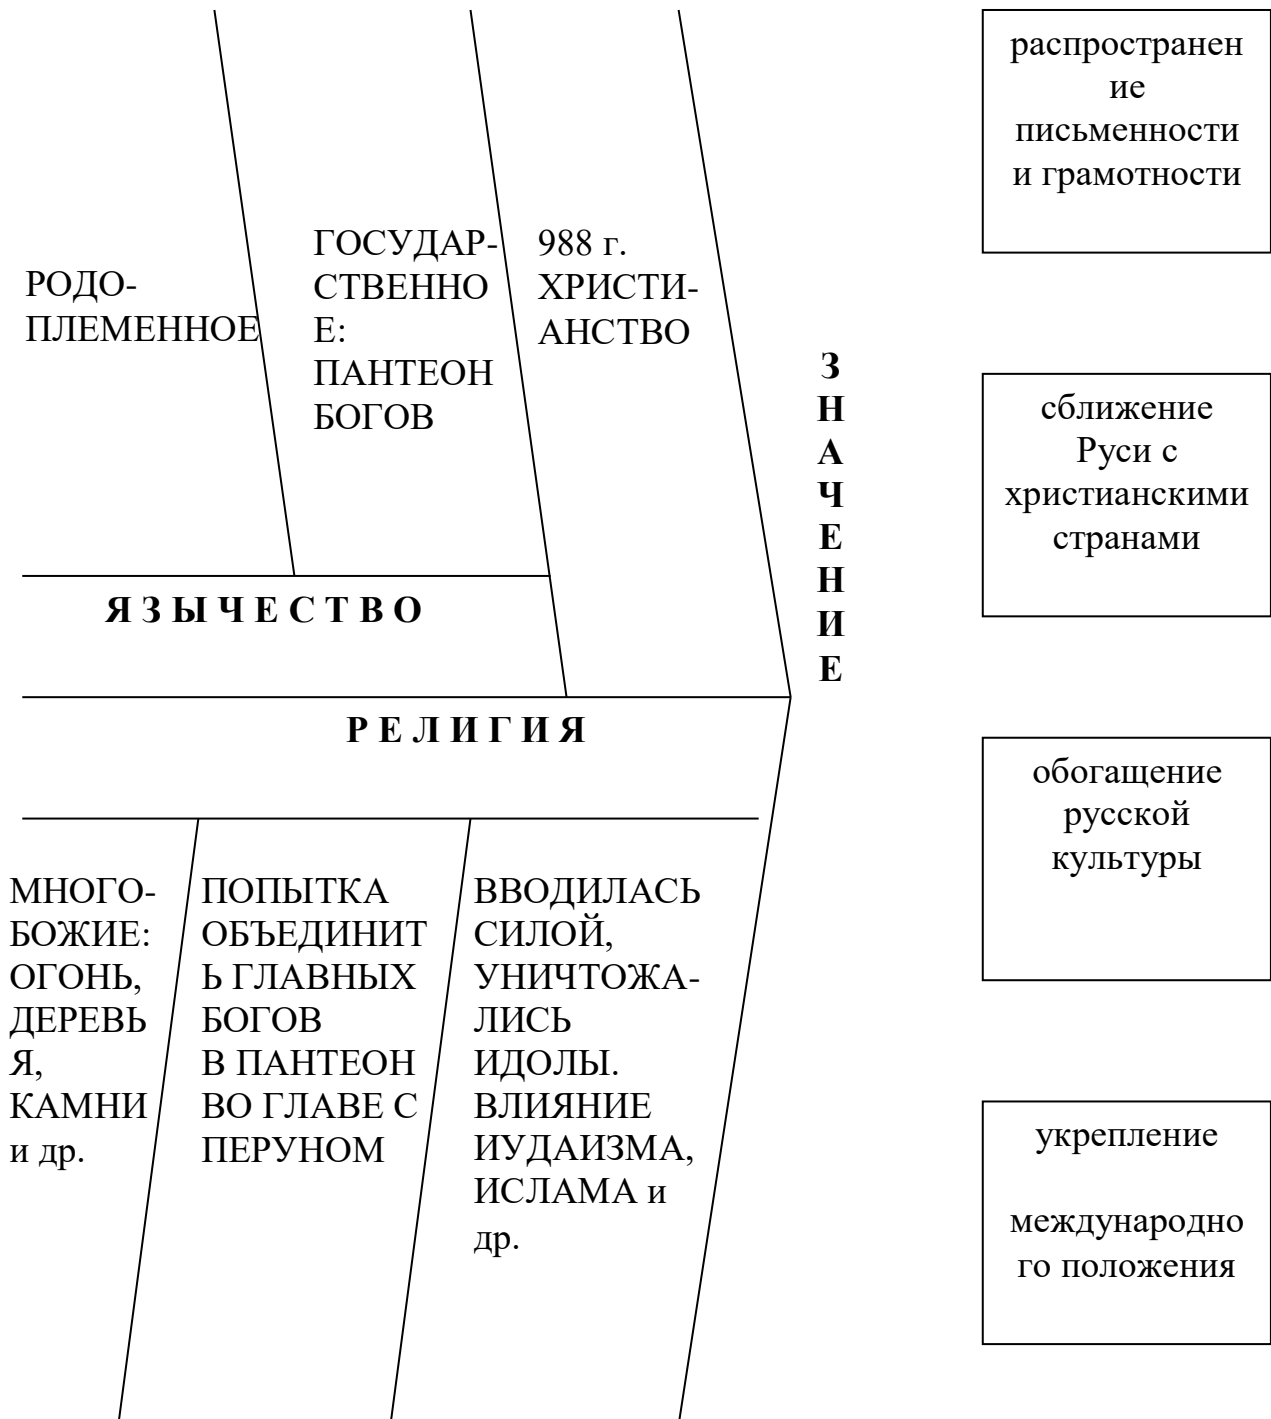 РОДО-
ПЛЕМЕННОЕ
ГОСУДАР-
СТВЕННО
Е:
ПАНТЕОН
БОГОВ
988 г.
ХРИСТИ-
АНСТВО
Я З Ы Ч Е С Т В О
Р Е Л И Г И Я
МНОГО-
БОЖИЕ:
ОГОНЬ,
ДЕРЕВЬ
Я,
КАМНИ
и др.
ПОПЫТКА
ОБЪЕДИНИТ
Ь ГЛАВНЫХ
БОГОВ
В ПАНТЕОН
ВО ГЛАВЕ С
ПЕРУНОМ
ВВОДИЛАСЬ
СИЛОЙ,
УНИЧТОЖА-
ЛИСЬ
ИДОЛЫ.
ВЛИЯНИЕ
ИУДАИЗМА,
ИСЛАМА и
др.
З
Н
А
Ч
Е
Н
И
Е
распространен
ие
письменности
и грамотности
сближение
Руси с
христианскими
странами
обогащение
русской
культуры
укрепление
международно
го положения